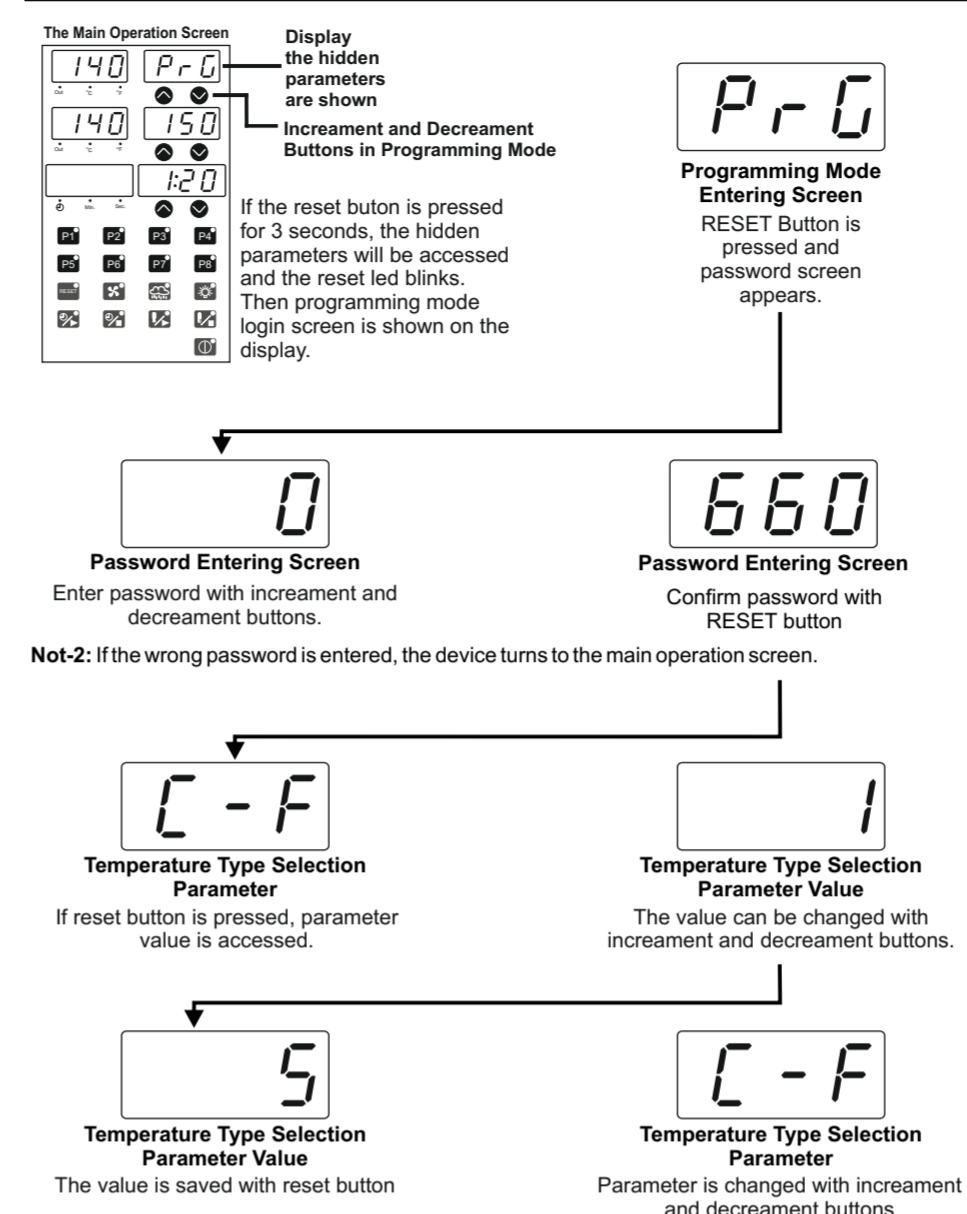 The Main Operation Screen
Display
the hidden
parameters
are shown
140 PrG
Out °C °F
140 150
Out °C °F
1:20
Min. Sec.
Increament and Decreament
Buttons in Programming Mode
P1 P2 P3 P4
P5 P6 P7 P8
RESET
If the reset buton is pressed
for 3 seconds, the hidden
parameters will be accessed
and the reset led blinks.
Then programming mode
login screen is shown on the
display.
PrG
Programming Mode
Entering Screen
RESET Button is
pressed and
password screen
appears.
0
Password Entering Screen
Enter password with increament and
decreament buttons.
660
Password Entering Screen
Confirm password with
RESET button
Not-2: If the wrong password is entered, the device turns to the main operation screen.
C-F
Temperature Type Selection
Parameter
If reset button is pressed, parameter
value is accessed.
1
Temperature Type Selection
Parameter Value
The value can be changed with
increament and decreament buttons.
5
Temperature Type Selection
Parameter Value
The value is saved with reset button
C-F
Temperature Type Selection
Parameter
Parameter is changed with increament
and decreament buttons